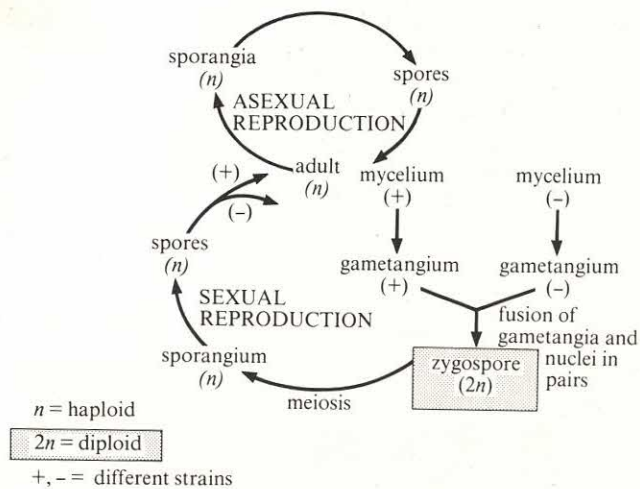 sporangia
(n)
spores
(n)
ASEXUAL
REPRODUCTION
adult
(n)
mycelium
(+)
mycelium
(–)
(+)
(–)
spores
(n)
gametangium
(+)
gametangium
(–)
SEXUAL
REPRODUCTION
fusion of
gametangia and
nuclei in
pairs
sporangium
(n)
zygospore
(2n)
meiosis
n = haploid
2n = diploid
+, – = different strains